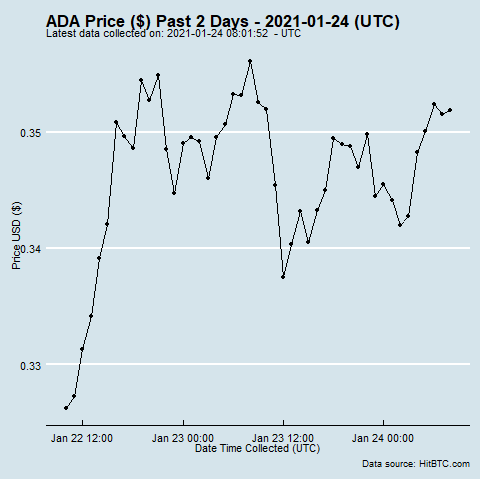 ADA Price ($) Past 2 Days - 2021-01-24 (UTC)
Latest data collected on: 2021-01-24 08:01:52 - UTC
0.35
0.34
0.33
Price USD ($)
Jan 22 12:00 Jan 23 00:00 Jan 23 12:00 Jan 24 00:00
Date Time Collected (UTC)
Data source: HitBTC.com